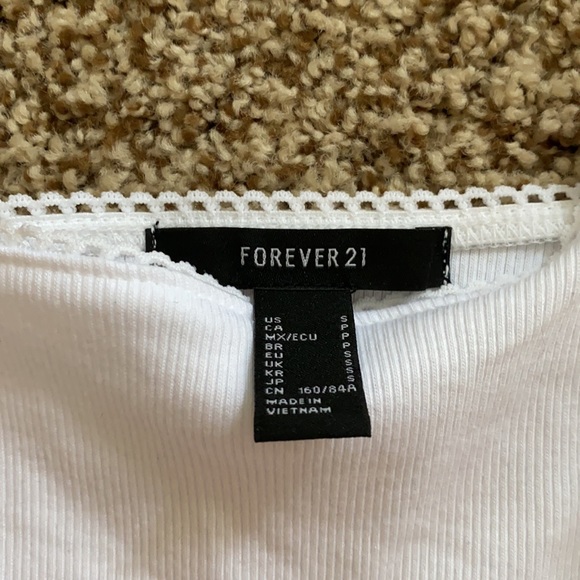 FOREVER 21
US S
CA P
MX/ECU P
BR P
EU S
UK S
KR S
JP S
CN 160/84A
MADE IN
VIETNAM